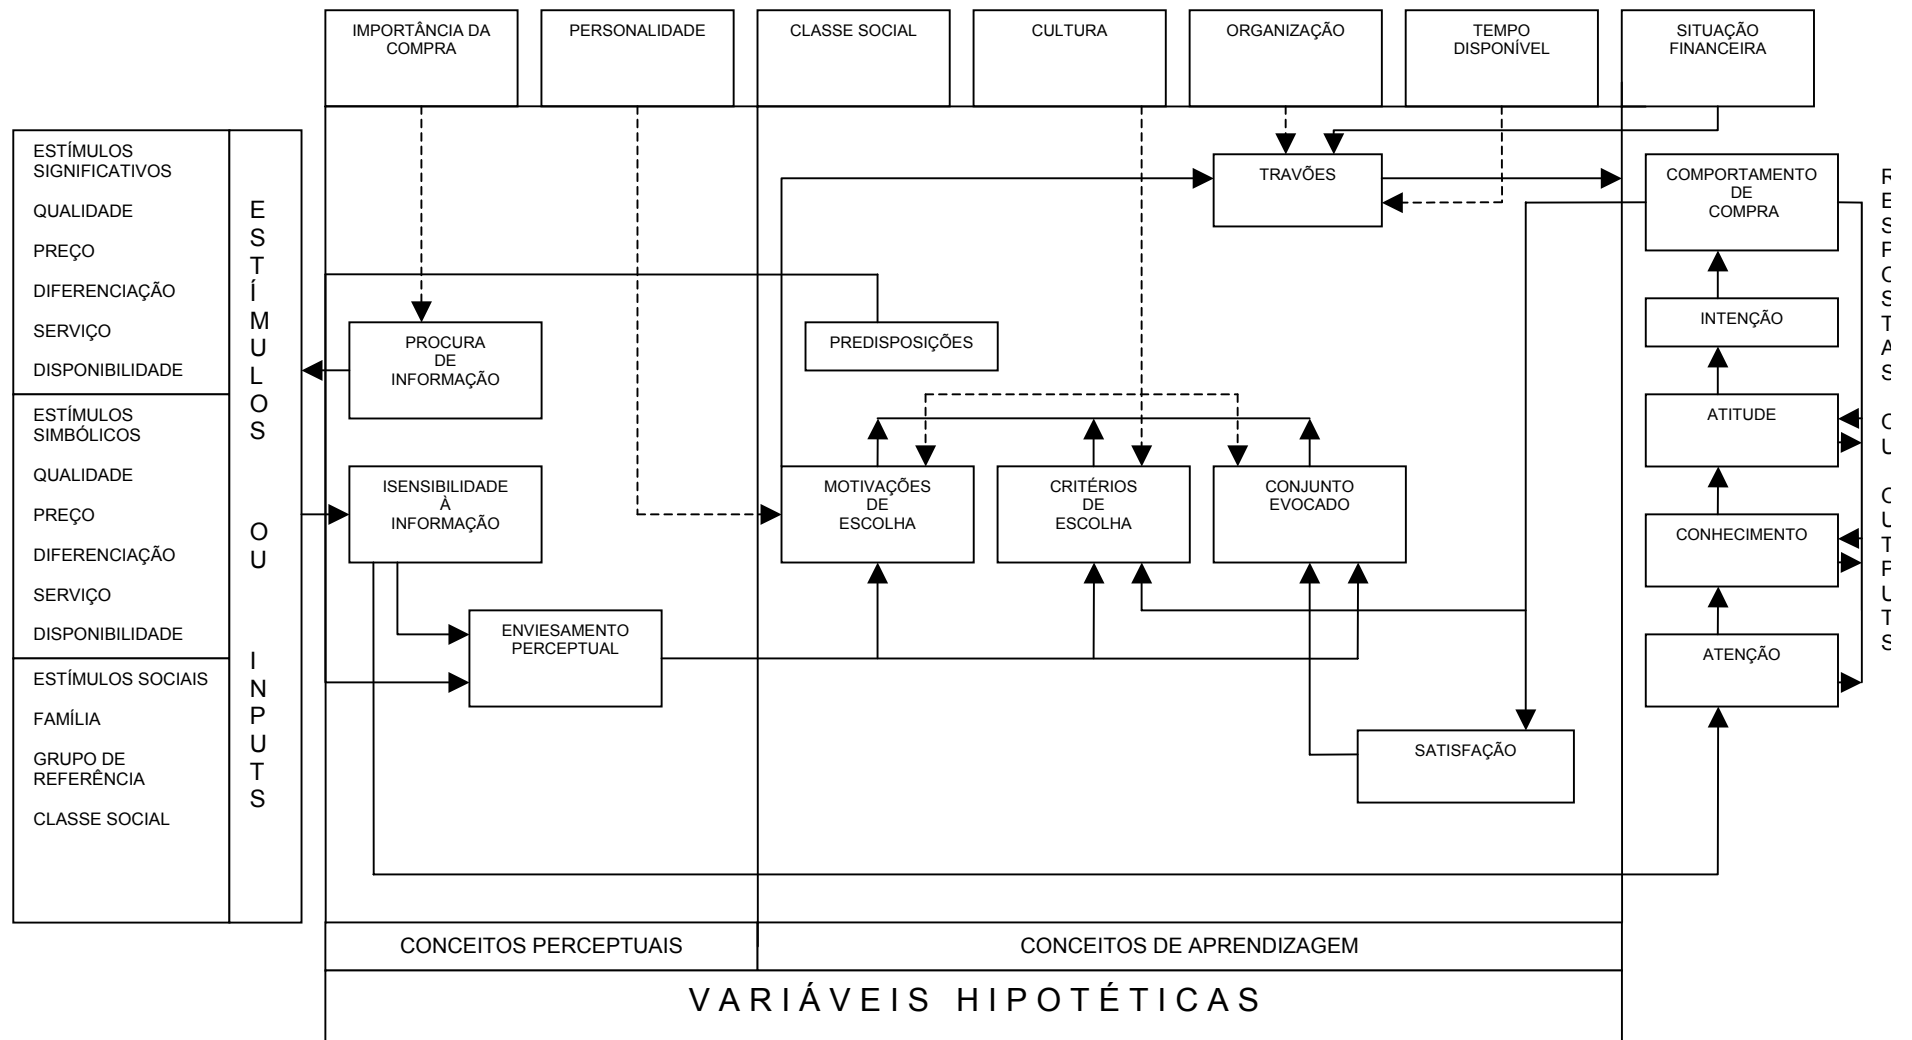 IMPORTÂNCIA DA
COMPRA
PERSONALIDADE
CLASSE SOCIAL
CULTURA
ORGANIZAÇÃO
TEMPO
DISPONÍVEL
SITUAÇÃO
FINANCEIRA
ESTÍMULOS
SIGNIFICATIVOS
QUALIDADE
PREÇO
DIFERENCIAÇÃO
SERVIÇO
DISPONIBILIDADE
ESTÍMULOS
SIMBÓLICOS
QUALIDADE
PREÇO
DIFERENCIAÇÃO
SERVIÇO
DISPONIBILIDADE
ESTÍMULOS SOCIAIS
FAMÍLIA
GRUPO DE
REFERÊNCIA
CLASSE SOCIAL
ESTÍMULOS OU INPUTS
PROCURA
DE
INFORMAÇÃO
ISENSIBILIDADE
À
INFORMAÇÃO
ENVIESAMENTO
PERCEPTUAL
TRAVÕES
PREDISPOSIÇÕES
MOTIVAÇÕES
DE
ESCOLHA
CRITÉRIOS
DE
ESCOLHA
CONJUNTO
EVOCADO
SATISFAÇÃO
COMPORTAMENTO
DE
COMPRA
INTENÇÃO
ATITUDE
CONHECIMENTO
ATENÇÃO
RESPOSTAS OU OUTPUTS
CONCEITOS PERCEPTUAIS
CONCEITOS DE APRENDIZAGEM
VARIÁVEIS HIPOTÉTICAS